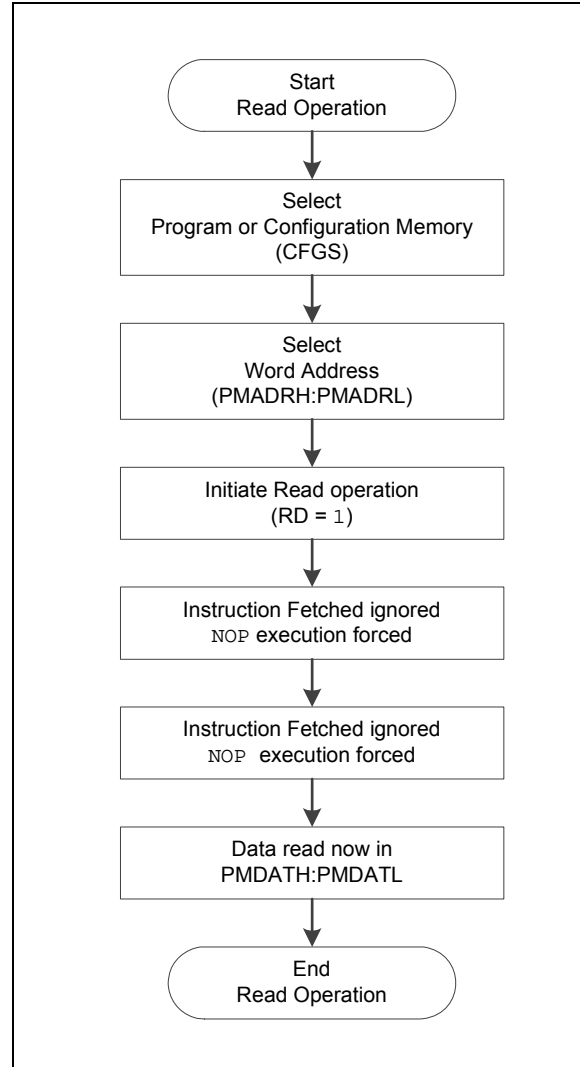 Start
Read Operation
Select
Program or Configuration Memory
(CFGS)
Select
Word Address
(PMADRH:PMADRL)
Initiate Read operation
(RD = 1)
Instruction Fetched ignored
NOP execution forced
Instruction Fetched ignored
NOP execution forced
Data read now in
PMDATH:PMDATL
End
Read Operation